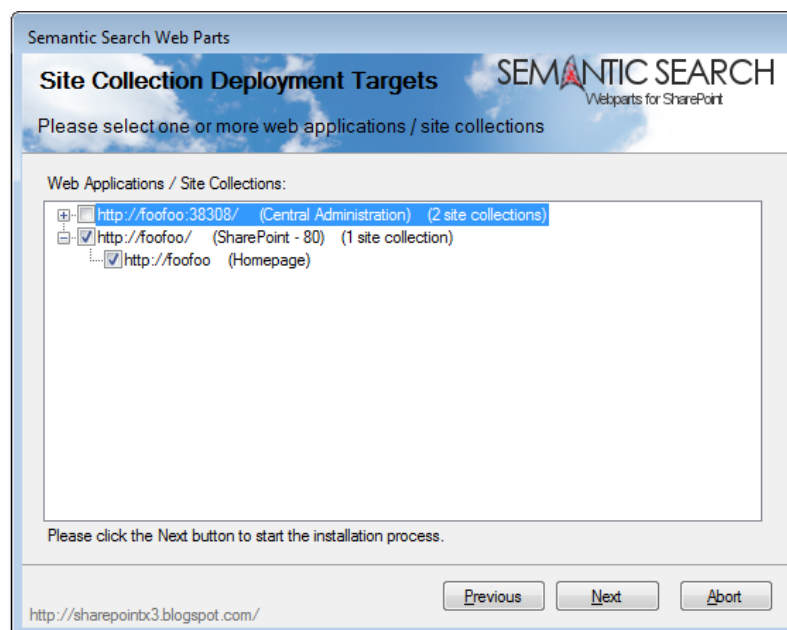 Semantic Search Web Parts
Site Collection Deployment Targets
SEMANTIC SEARCH
Webparts for SharePoint
Please select one or more web applications / site collections
Web Applications / Site Collections:
http://foofoo:38308/ (Central Administration) (2 site collections)
http://foofoo/ (SharePoint - 80) (1 site collection)
http://foofoo (Homepage)
Please click the Next button to start the installation process.
Previous Next Abort
http://sharepointx3.blogspot.com/